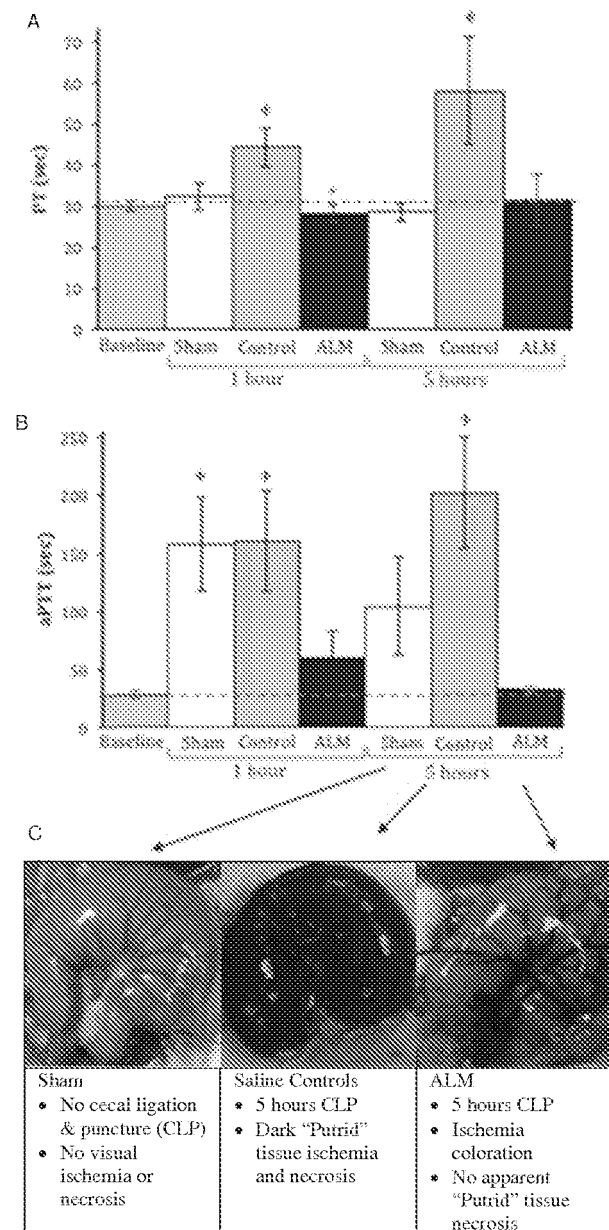 A
70
60
50
40
30
20
10
0
PT (sec)
Baseline
Sham
Control
ALM
Sham
Control
ALM
1 hour
5 hours
B
250
200
150
100
50
0
aPTT (sec)
Baseline
Sham
Control
ALM
Sham
Control
ALM
1 hour
5 hours
C
Sham
• No cecal ligation
& puncture (CLP)
• No visual
ischemia or
necrosis
Saline Controls
• 5 hours CLP
• Dark "Putrid"
tissue ischemia
and necrosis
ALM
• 5 hours CLP
• Ischemia
coloration
• No apparent
"Putrid" tissue
necrosis